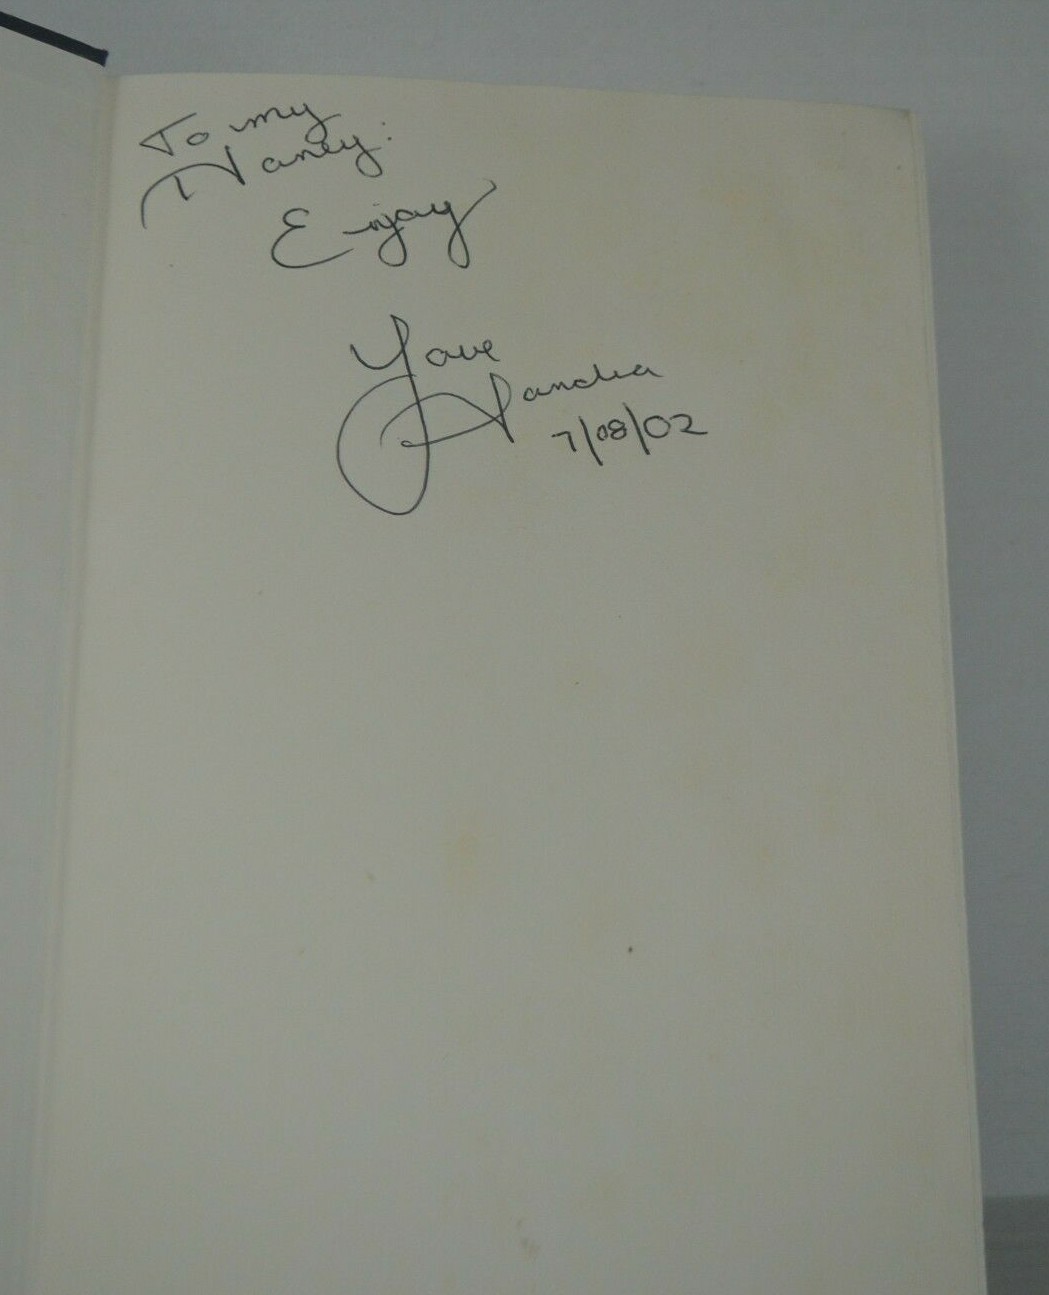 To my
Nancy:
Enjoy
Love
Sandra
7/08/02